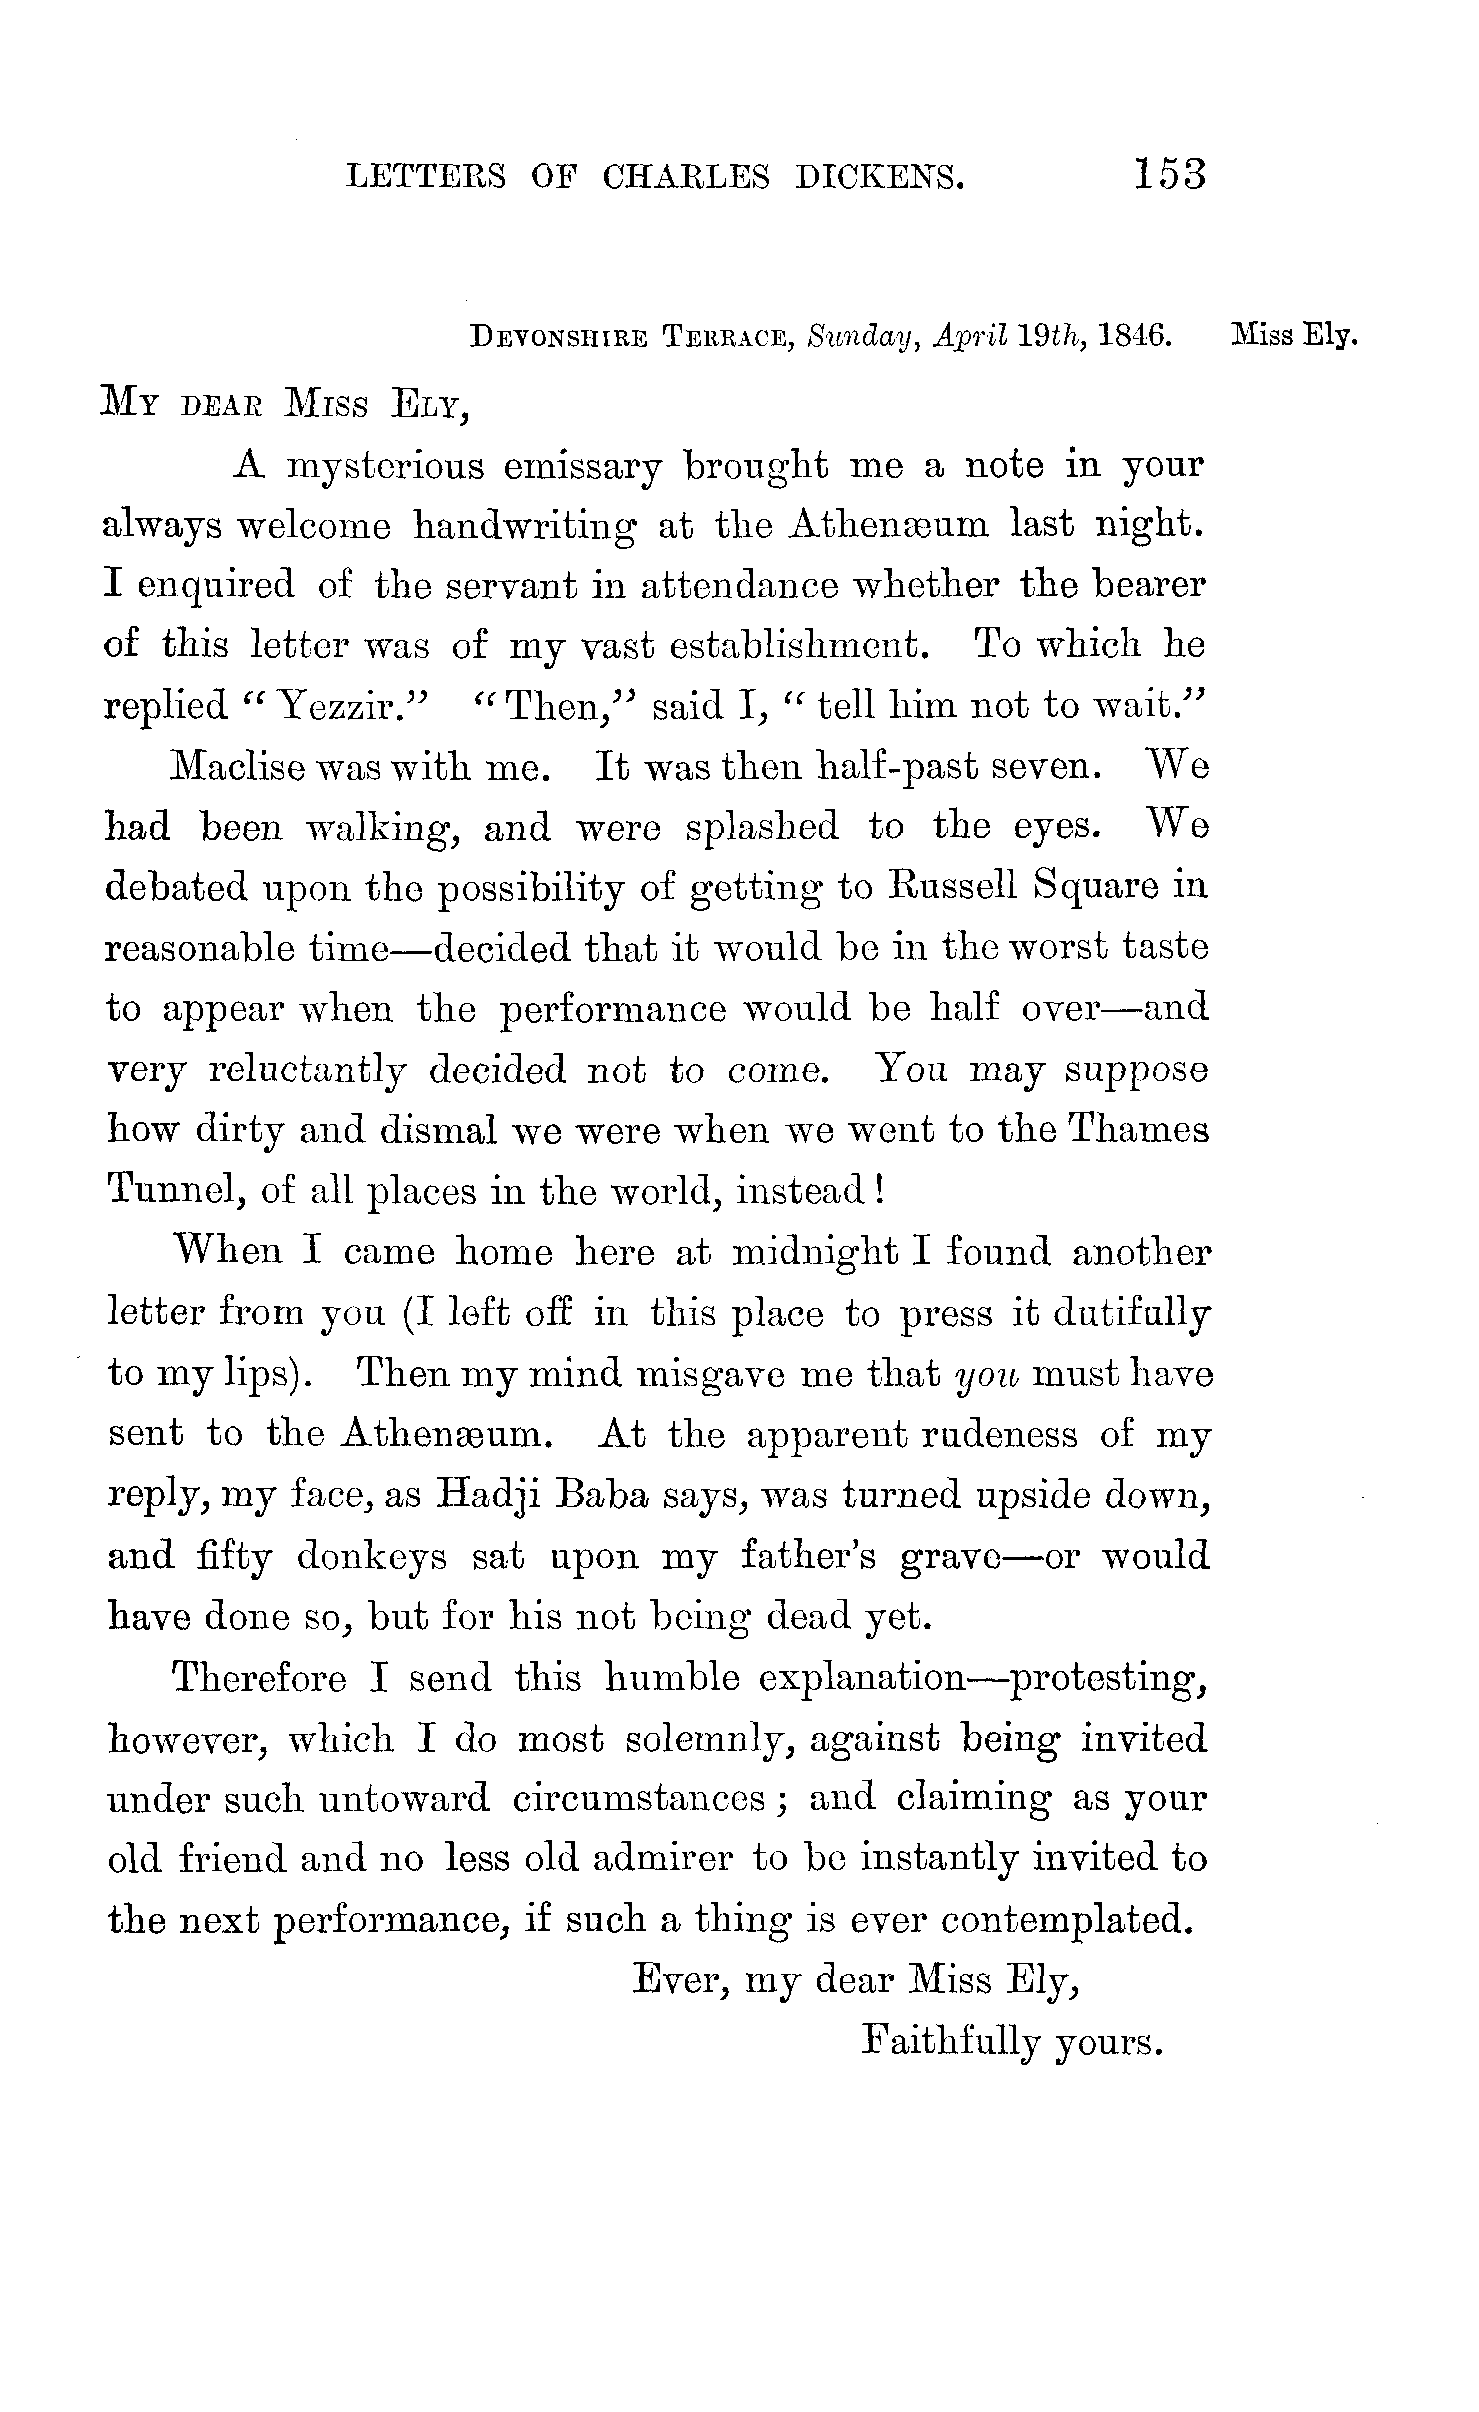 LETTERS OF CHARLES DICKENS. 153
DEVONSHIRE TERRACE, Sunday, April 19th, 1846. Miss Ely.
MY DEAR MISS ELY,
A mysterious emissary brought me a note in your
always welcome handwriting at the Athenæum last night.
I enquired of the servant in attendance whether the bearer
of this letter was of my vast establishment. To which he
replied “ Yezzir.” “ Then,” said I, “ tell him not to wait.”
Maclise was with me. It was then half-past seven. We
had been walking, and were splashed to the eyes. We
debated upon the possibility of getting to Russell Square in
reasonable time—decided that it would be in the worst taste
to appear when the performance would be half over—and
very reluctantly decided not to come. You may suppose
how dirty and dismal we were when we went to the Thames
Tunnel, of all places in the world, instead !
When I came home here at midnight I found another
letter from you (I left off in this place to press it dutifully
to my lips). Then my mind misgave me that you must have
sent to the Athenæum. At the apparent rudeness of my
reply, my face, as Hadji Baba says, was turned upside down,
and fifty donkeys sat upon my father’s grave—or would
have done so, but for his not being dead yet.
Therefore I send this humble explanation—protesting,
however, which I do most solemnly, against being invited
under such untoward circumstances ; and claiming as your
old friend and no less old admirer to be instantly invited to
the next performance, if such a thing is ever contemplated.
Ever, my dear Miss Ely,
Faithfully yours.